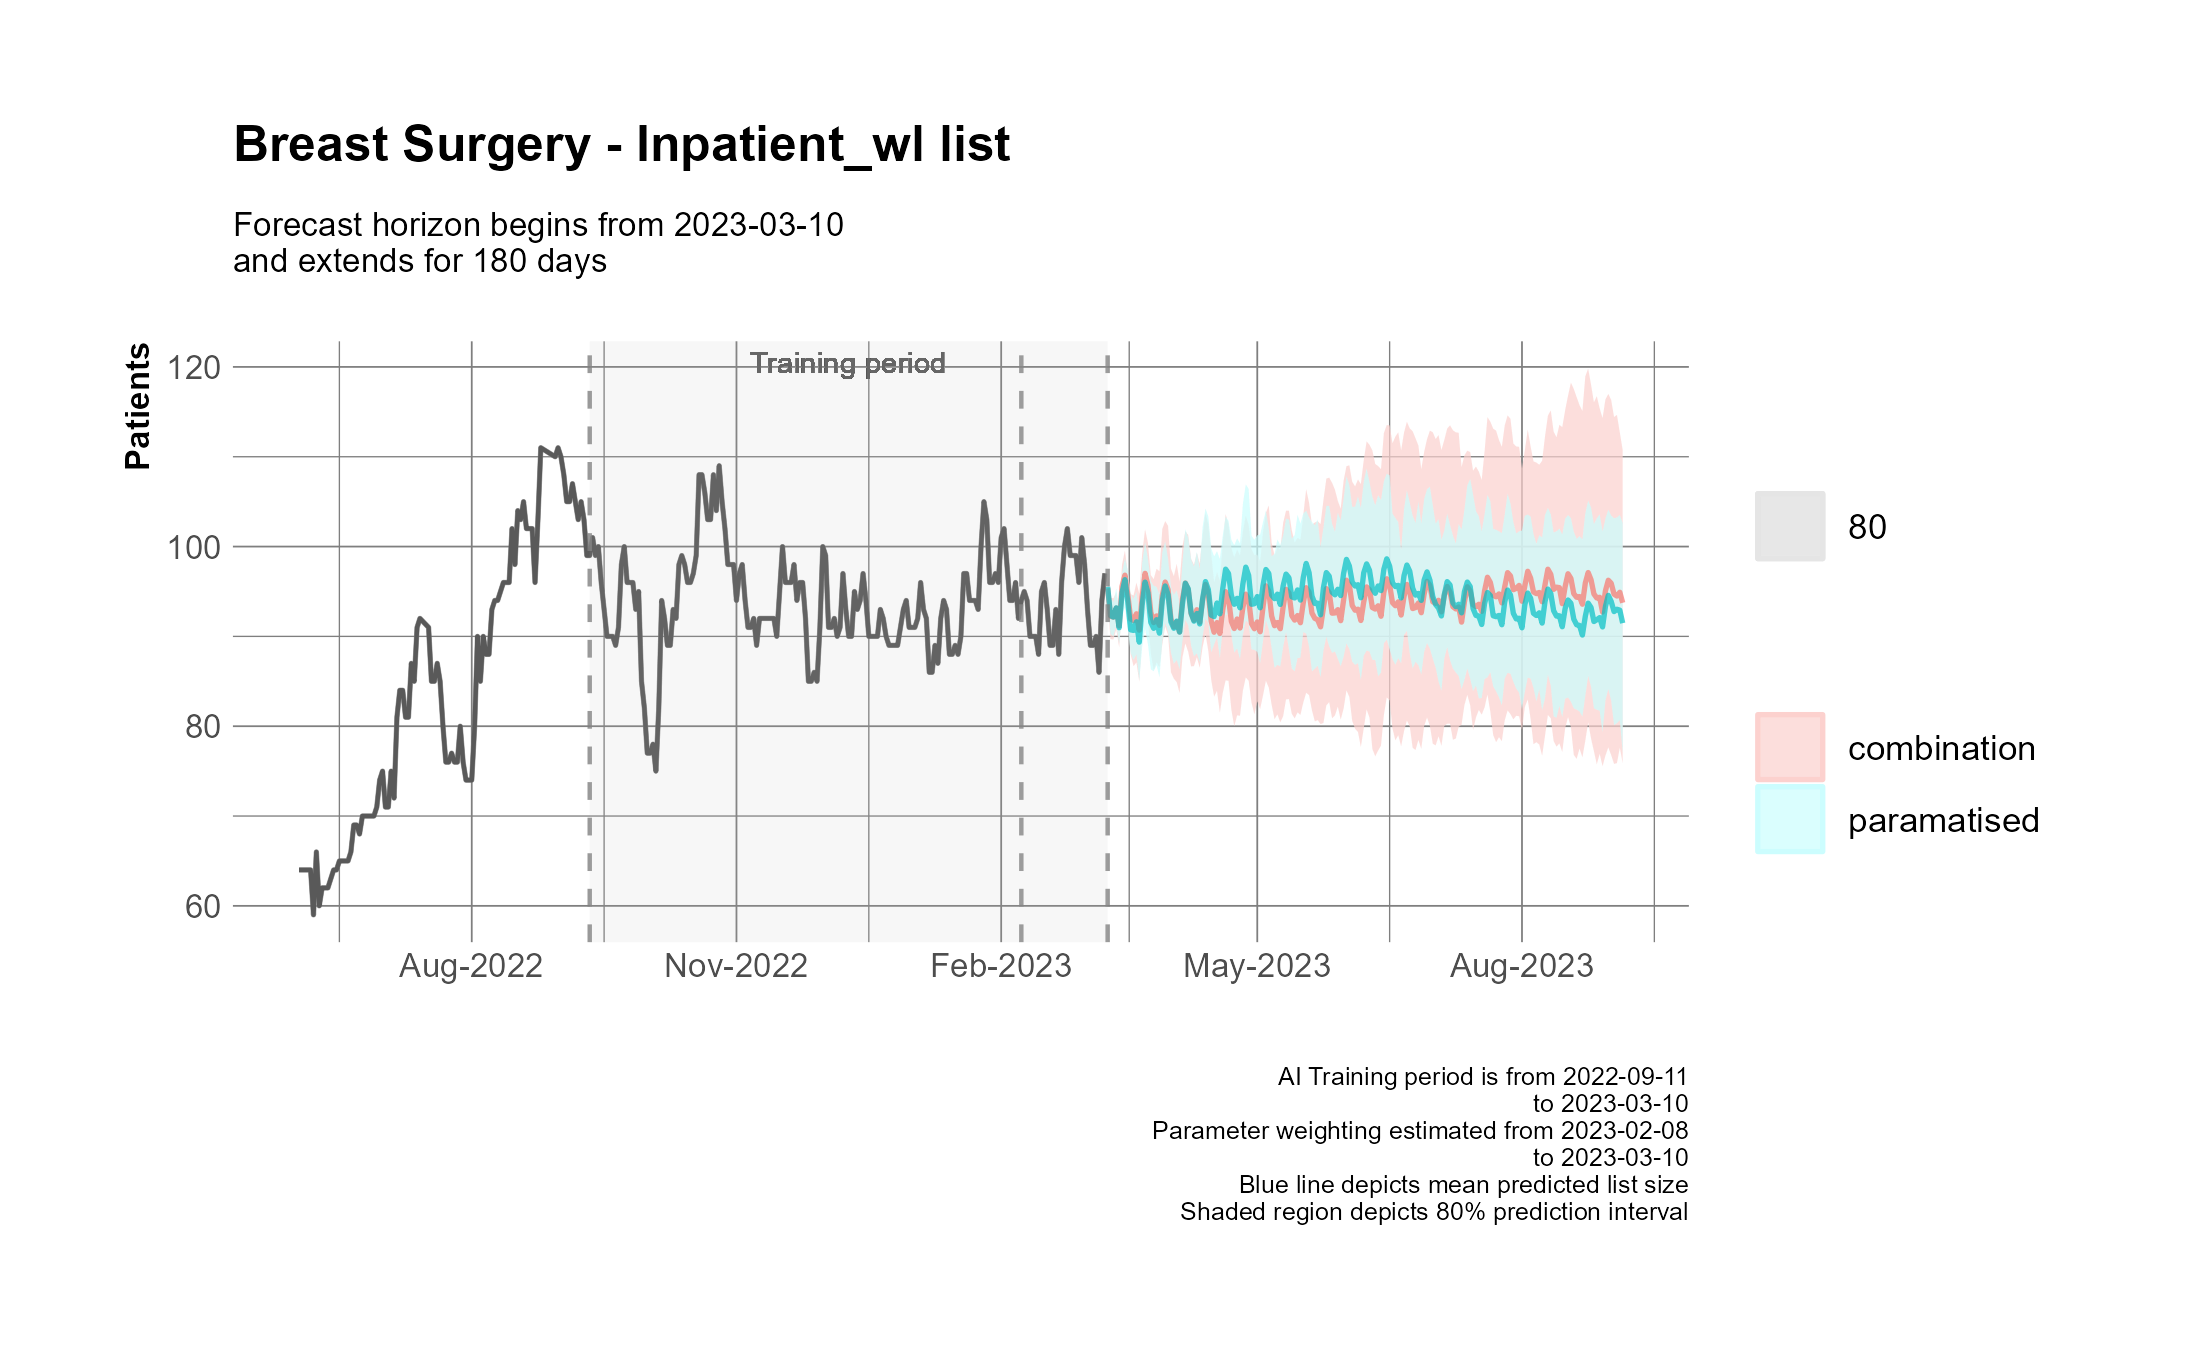 Breast Surgery - Inpatient_wl list
Forecast horizon begins from 2023-03-10
and extends for 180 days
Patients
Training period
120
100
80
60
Aug-2022
Nov-2022
Feb-2023
May-2023
Aug-2023
80
combination
paramatised
AI Training period is from 2022-09-11
to 2023-03-10
Parameter weighting estimated from 2023-02-08
to 2023-03-10
Blue line depicts mean predicted list size
Shaded region depicts 80% prediction interval